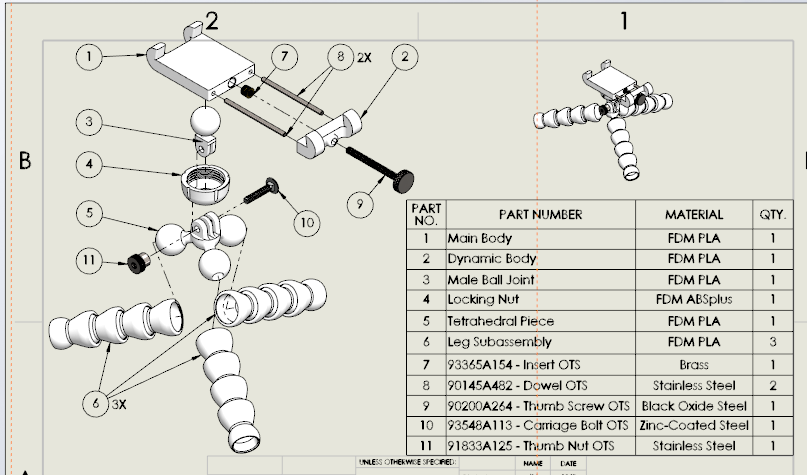 2
1
B
1
7
8 2X
2
3
4
5
9
10
11
6 3X
PART NO. PART NUMBER MATERIAL QTY.
1 Main Body FDM PLA 1
2 Dynamic Body FDM PLA 1
3 Male Ball Joint FDM PLA 1
4 Locking Nut FDM ABSplus 1
5 Tetrahedral Piece FDM PLA 1
6 Leg Subassembly FDM PLA 3
7 93365A154 - Insert OTS Brass 1
8 90145A482 - Dowel OTS Stainless Steel 2
9 90200A264 - Thumb Screw OTS Black Oxide Steel 1
10 93548A113 - Carriage Bolt OTS Zinc-Coated Steel 1
11 91833A125 - Thumb Nut OTS Stainless Steel 1
UNLESS OTHERWISE SPECIFIED: NAME DATE